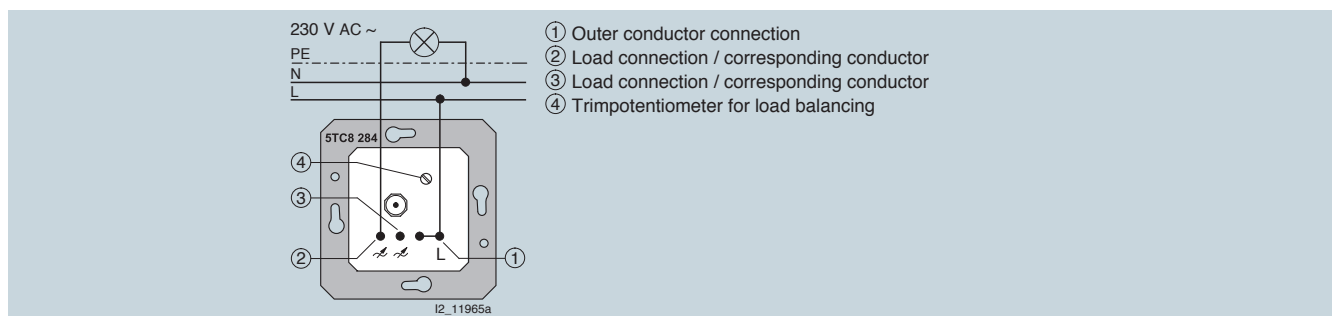 230 V AC ~
PE
N
L
① Outer conductor connection
② Load connection / corresponding conductor
③ Load connection / corresponding conductor
④ Trimpotentiometer for load balancing
5TC8 284
④
③
②
L
①
I2_11965a